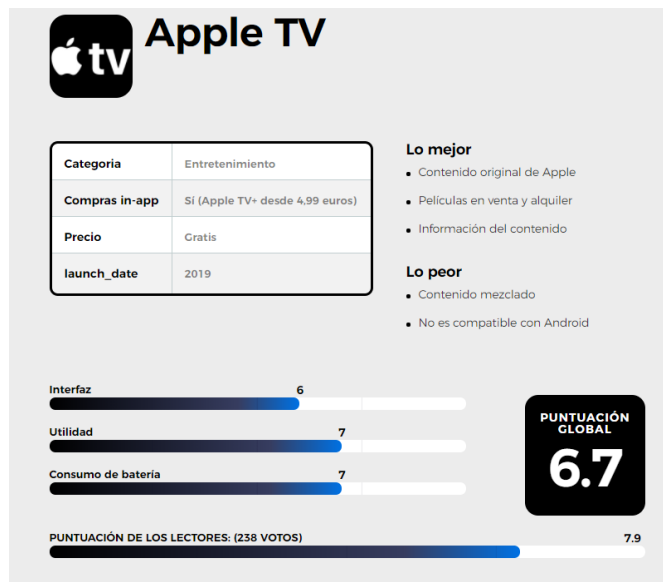 tv
Apple TV
Categoria
Entretenimiento
Compras in-app
Sí (Apple TV+ desde 4,99 euros)
Precio
Gratis
launch_date
2019
Lo mejor
Contenido original de Apple
Películas en venta y alquiler
Información del contenido
Lo peor
Contenido mezclado
No es compatible con Android
Interfaz
6
Utilidad
7
Consumo de batería
7
PUNTUACIÓN
GLOBAL
6.7
PUNTUACIÓN DE LOS LECTORES: (238 VOTOS)
7.9